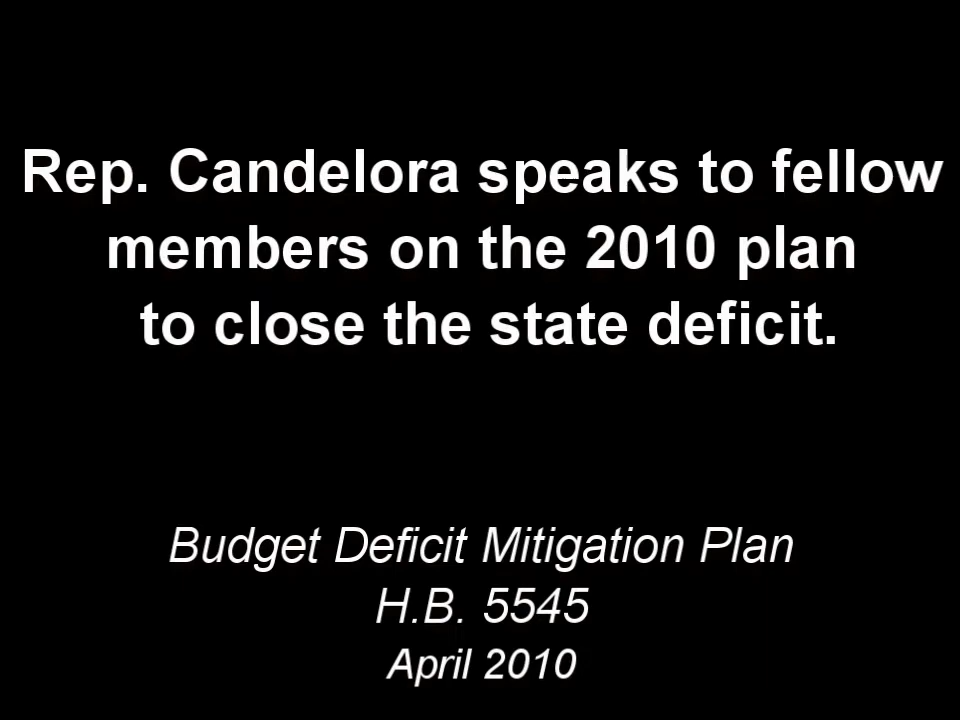 Rep. Candelora speaks to fellow
members on the 2010 plan
to close the state deficit.
Budget Deficit Mitigation Plan
H.B. 5545
April 2010